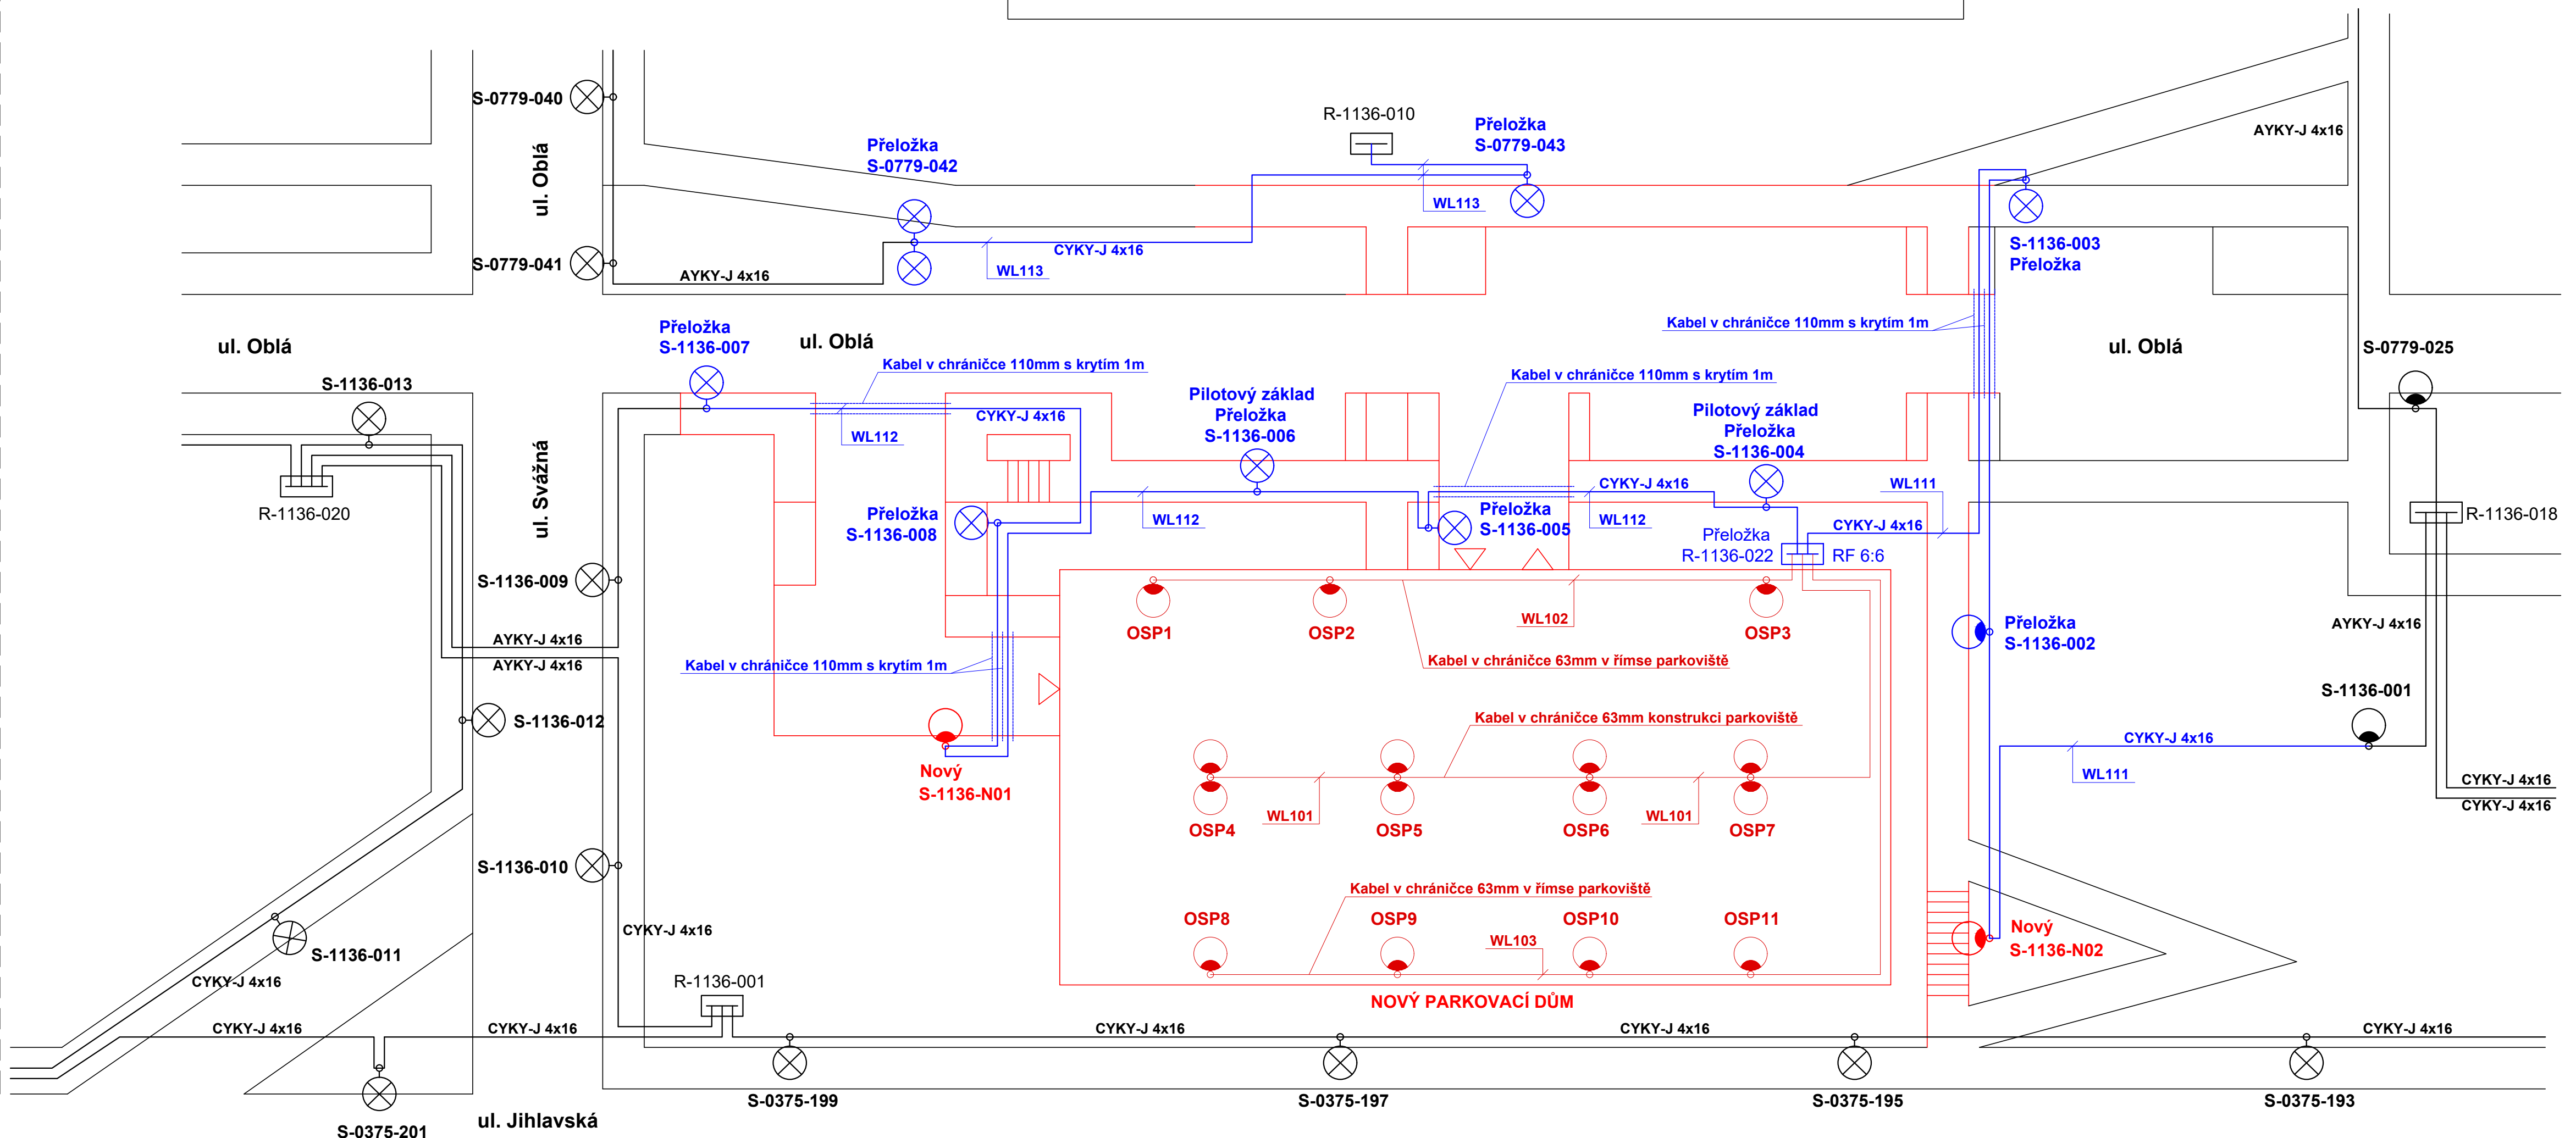 S-0779-040
ul. Oblá
S-0779-041
AYKY-J 4x16
Přeložka
S-0779-042
CYKY-J 4x16
WL113
R-1136-010
Přeložka
S-0779-043
WL113
AYKY-J 4x16
S-1136-003
Přeložka
Kabel v chráničce 110mm s krytím 1m
ul. Oblá
Přeložka
S-1136-007
ul. Oblá
Kabel v chráničce 110mm s krytím 1m
CYKY-J 4x16
WL112
Pilotový základ
Přeložka
S-1136-006
Kabel v chráničce 110mm s krytím 1m
Pilotový základ
Přeložka
S-1136-004
ul. Oblá
S-0779-025
S-1136-013
R-1136-020
ul. Svážná
Přeložka
S-1136-008
WL112
Přeložka
S-1136-005
CYKY-J 4x16
WL112
WL111
CYKY-J 4x16
Přeložka
R-1136-022
RF 6:6
R-1136-018
S-1136-009
AYKY-J 4x16
AYKY-J 4x16
Kabel v chráničce 110mm s krytím 1m
OSP1
OSP2
WL102
OSP3
Kabel v chráničce 63mm v římse parkoviště
Přeložka
S-1136-002
AYKY-J 4x16
S-1136-001
S-1136-012
Nový
S-1136-N01
Kabel v chráničce 63mm konstrukci parkoviště
CYKY-J 4x16
WL111
CYKY-J 4x16
CYKY-J 4x16
OSP4
WL101
OSP5
OSP6
WL101
OSP7
S-1136-010
Kabel v chráničce 63mm v římse parkoviště
OSP8
OSP9
WL103
OSP10
OSP11
Nový
S-1136-N02
CYKY-J 4x16
S-1136-011
CYKY-J 4x16
R-1136-001
NOVÝ PARKOVACÍ DŮM
CYKY-J 4x16
CYKY-J 4x16
CYKY-J 4x16
CYKY-J 4x16
CYKY-J 4x16
S-0375-199
S-0375-197
S-0375-195
S-0375-193
ul. Jihlavská
S-0375-201